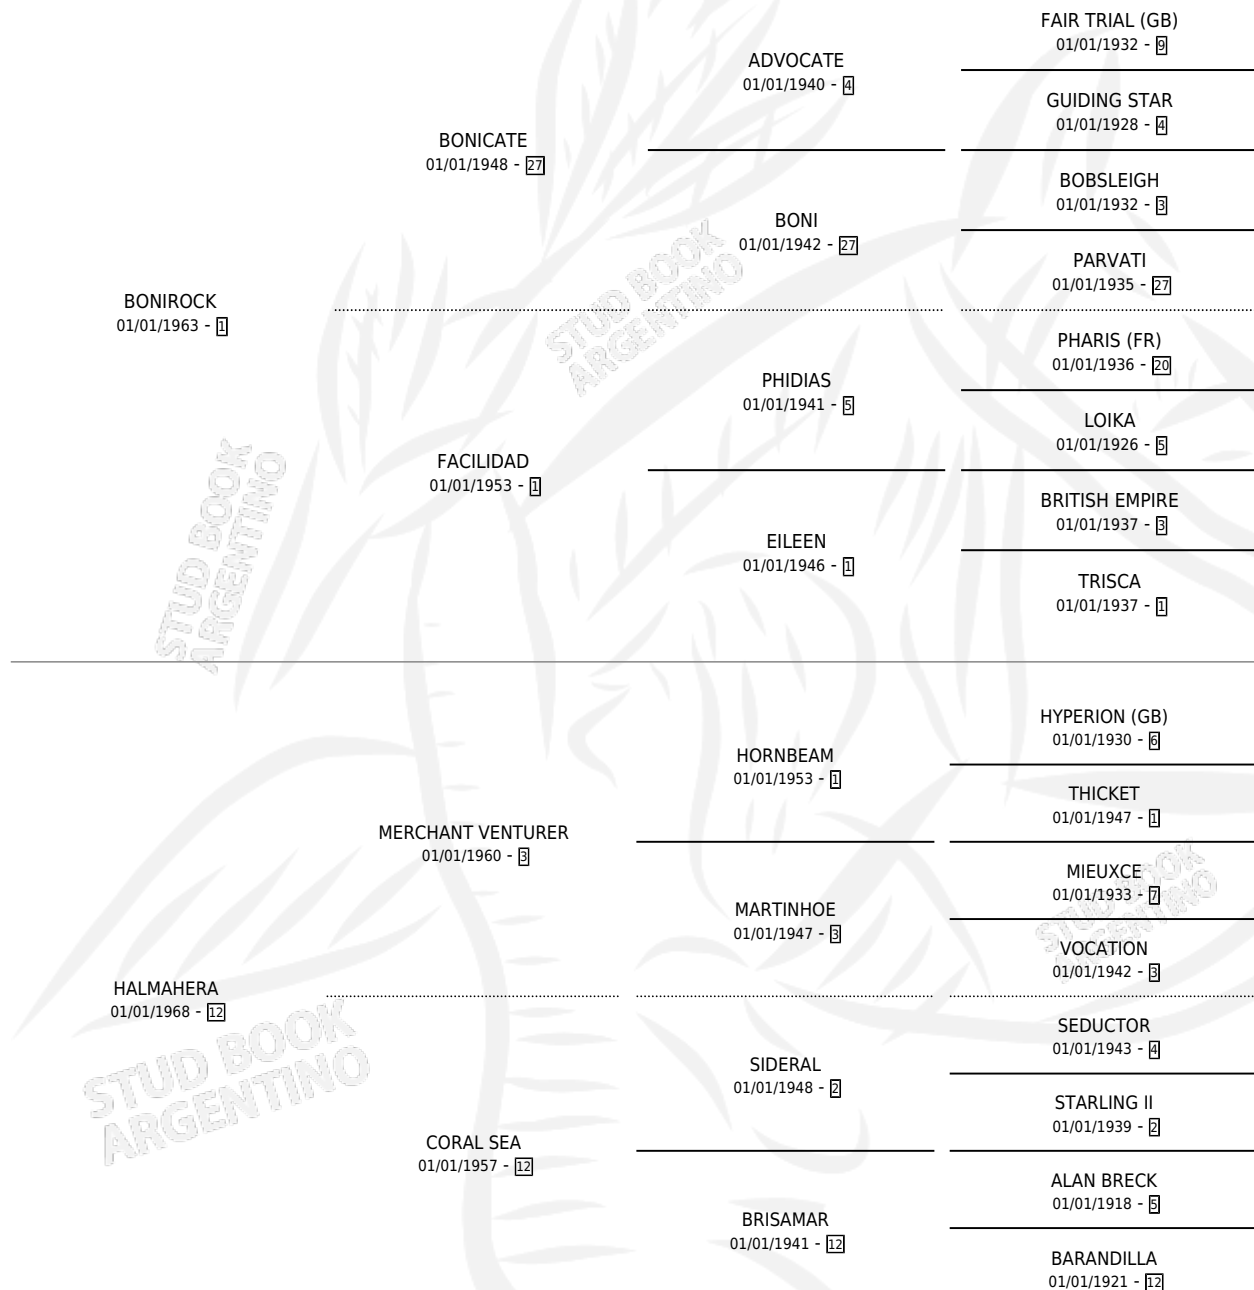 FAIR TRIAL (GB)
01/01/1932 - 9
ADVOCATE
01/01/1940 - 4
GUIDING STAR
01/01/1928 - 4
BONICATE
01/01/1948 - 27
BOBSLEIGH
01/01/1932 - 3
BONI
01/01/1942 - 27
PARVATI
01/01/1935 - 27
BONIROCK
01/01/1963 - 1
STUD BOOK
ARGENTINO
PHARIS (FR)
01/01/1936 - 20
PHIDIAS
01/01/1941 - 5
LOIKA
01/01/1926 - 5
FACILIDAD
01/01/1953 - 1
BRITISH EMPIRE
01/01/1937 - 3
EILEEN
01/01/1946 - 1
TRISCA
01/01/1937 - 1
STUD BOOK
ARGENTINO
HYPERION (GB)
01/01/1930 - 6
HORNBEAM
01/01/1953 - 1
THICKET
01/01/1947 - 1
MERCHANT VENTURER
01/01/1960 - 3
MIEUXCE
01/01/1933 - 7
MARTINHOE
01/01/1947 - 3
VOCATION
01/01/1942 - 3
STUD BOOK
ARGENTINO
HALMAHERA
01/01/1968 - 12
SEDUCTOR
01/01/1943 - 4
SIDERAL
01/01/1948 - 2
STARLING II
01/01/1939 - 2
STUD BOOK
ARGENTINO
CORAL SEA
01/01/1957 - 12
ALAN BRECK
01/01/1918 - 5
BRISAMAR
01/01/1941 - 12
BARANDILLA
01/01/1921 - 12